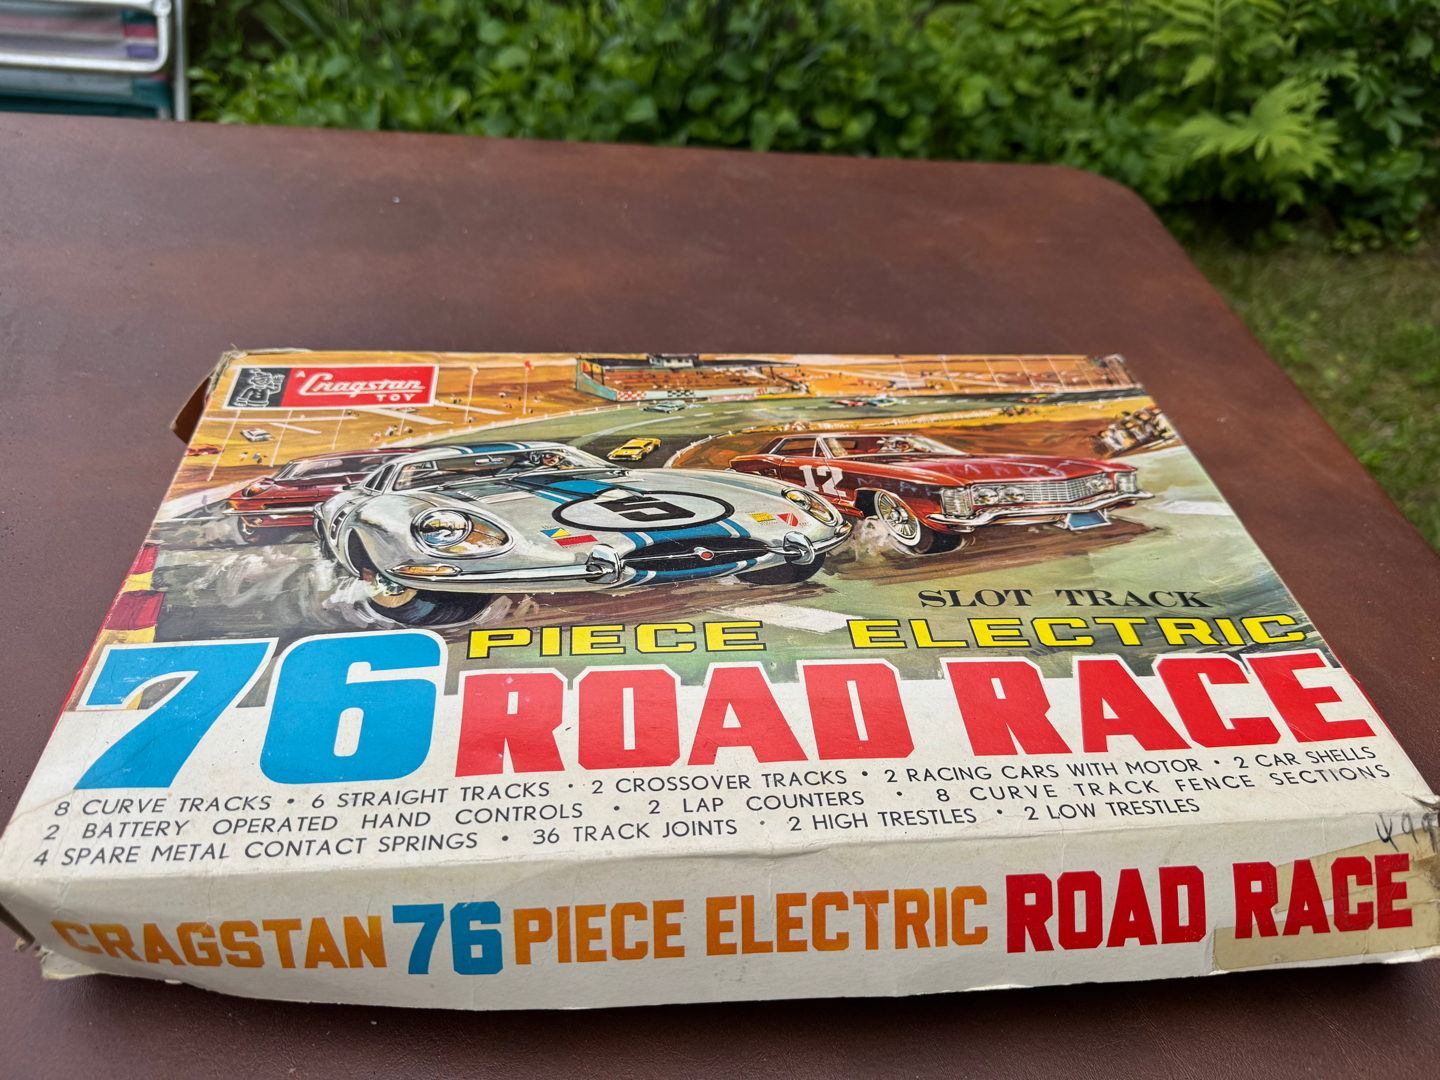 A
Cragstan
TOY
5
12
SLOT TRACK
76 PIECE ELECTRIC
ROAD RACE
8 CURVE TRACKS • 6 STRAIGHT TRACKS • 2 CROSSOVER TRACKS • 2 RACING CARS WITH MOTOR • 2 CAR SHELLS
2 BATTERY OPERATED HAND CONTROLS • 2 LAP COUNTERS • 8 CURVE TRACK FENCE SECTIONS
4 SPARE METAL CONTACT SPRINGS • 36 TRACK JOINTS • 2 HIGH TRESTLES • 2 LOW TRESTLES
CRAGSTAN 76 PIECE ELECTRIC ROAD RACE